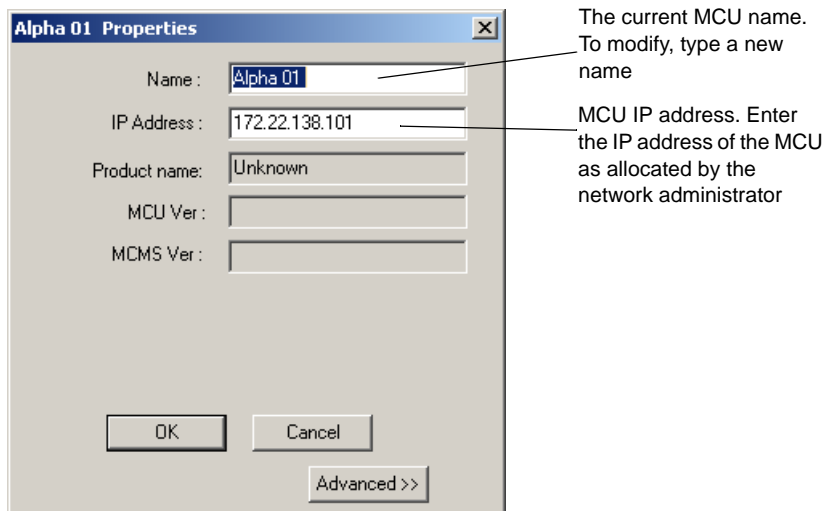 Alpha 01 Properties
Name :
Alpha 01
IP Address :
172.22.138.101
Product name:
Unknown
MCU Ver :
MCMS Ver :
OK
Cancel
Advanced >>
The current MCU name.
To modify, type a new
name
MCU IP address. Enter
the IP address of the MCU
as allocated by the
network administrator